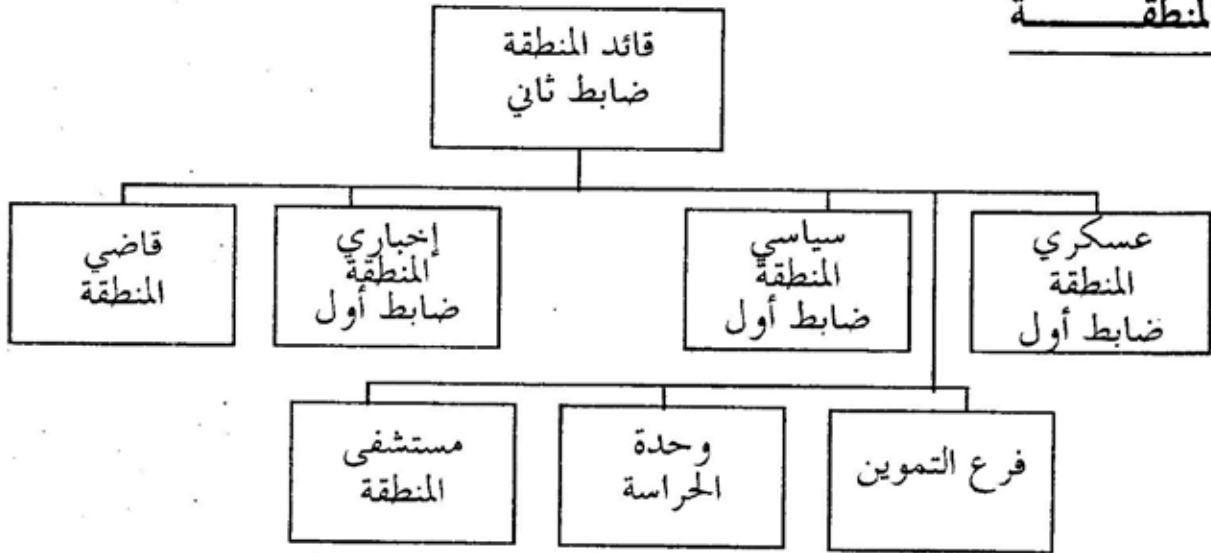 المنطقــــــة
قائد المنطقة
ضابط ثاني
عسكري
المنطقة
ضابط أول
سياسي
المنطقة
ضابط أول
إخباري
المنطقة
ضابط أول
قاضي
المنطقة
فرع التموين
وحدة
الحراسة
مستشفى
المنطقة